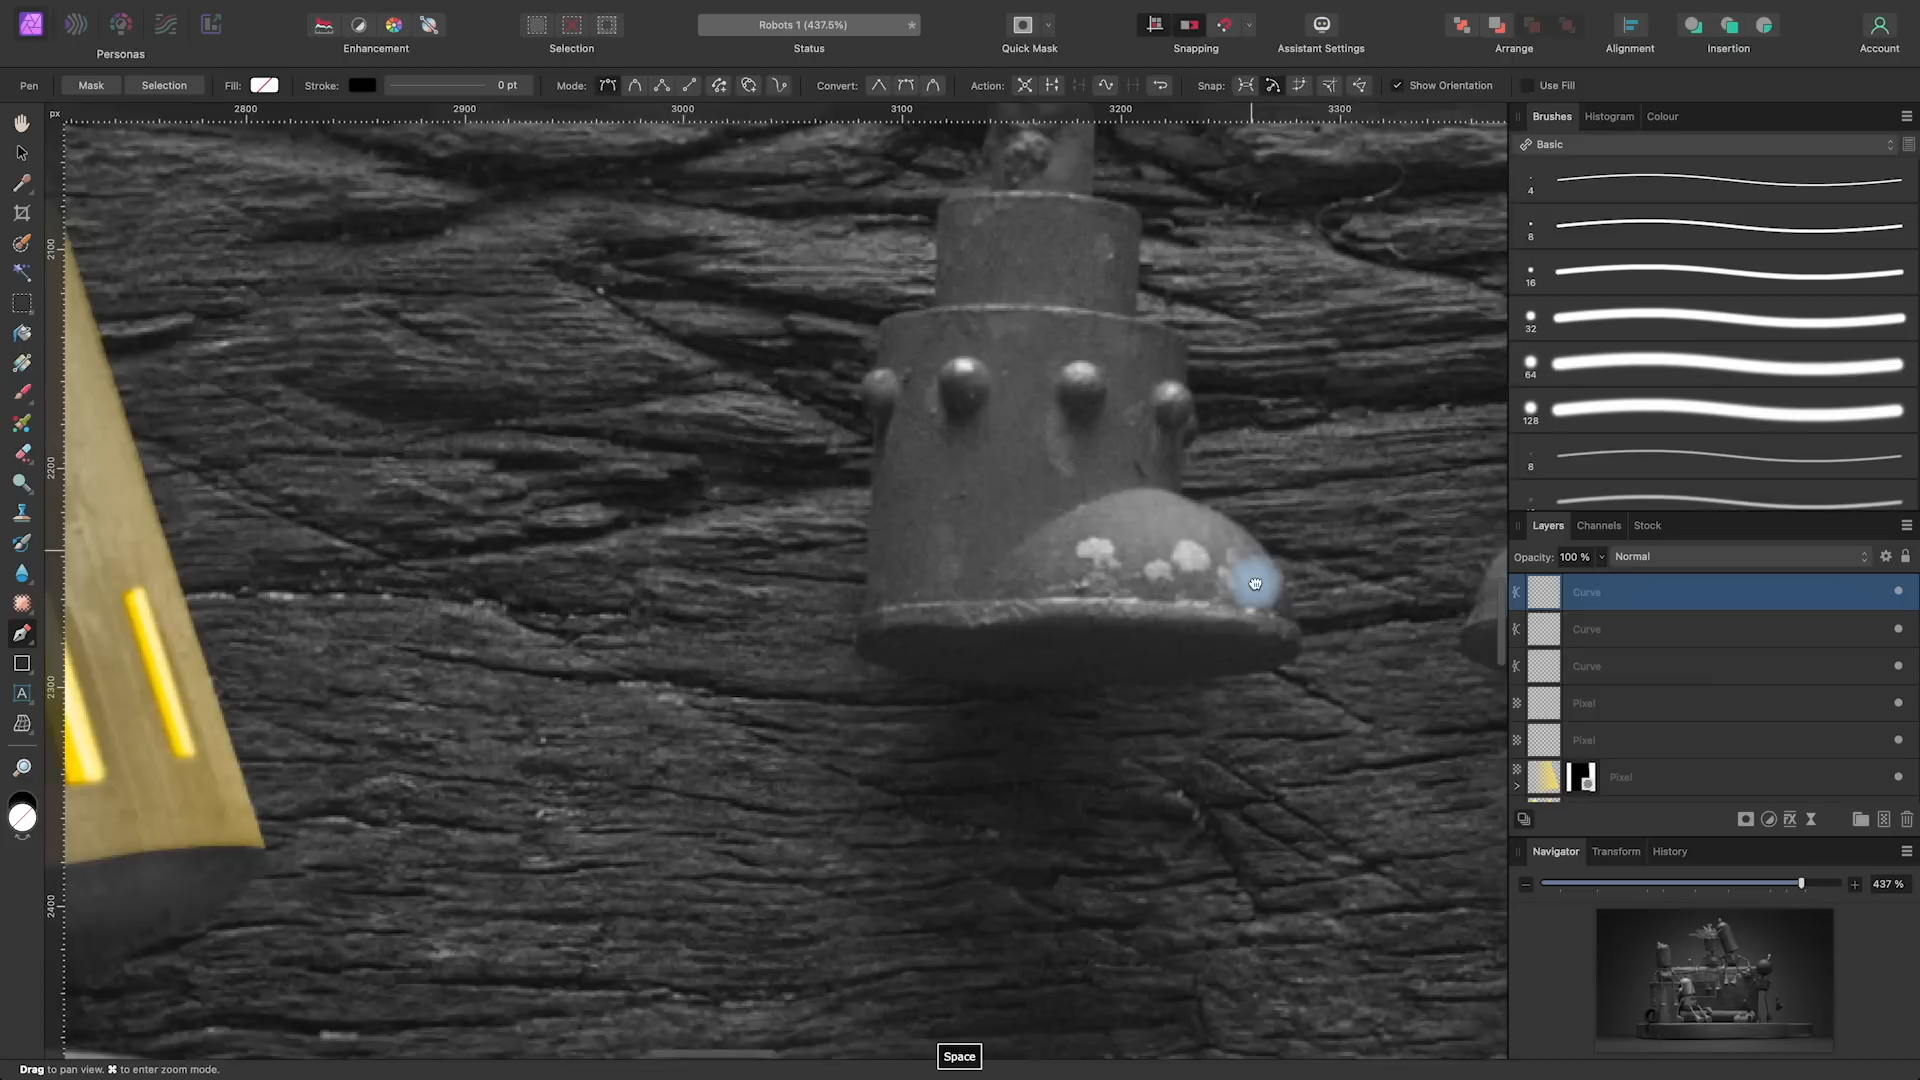 Robots 1 (437.5%)
*
Personas
Enhancement
Selection
Status
Quick Mask
Snapping
Assistant Settings
Arrange
Alignment
Insertion
Account
Pen
Mask
Selection
Fill:
Stroke:
0 pt
Mode:
Convert:
Action:
Snap:
Show Orientation
Use Fill
px
2800
2900
3000
3100
3200
3300
2100
2200
2300
2400
Brushes
Histogram
Colour
Basic
4
8
16
32
64
128
8
Layers
Channels
Stock
Opacity:
100 %
Normal
Curve
Curve
Curve
Pixel
Pixel
Pixel
Navigator
Transform
History
437 %
Space
Drag to pan view. ⌘ to enter zoom mode.